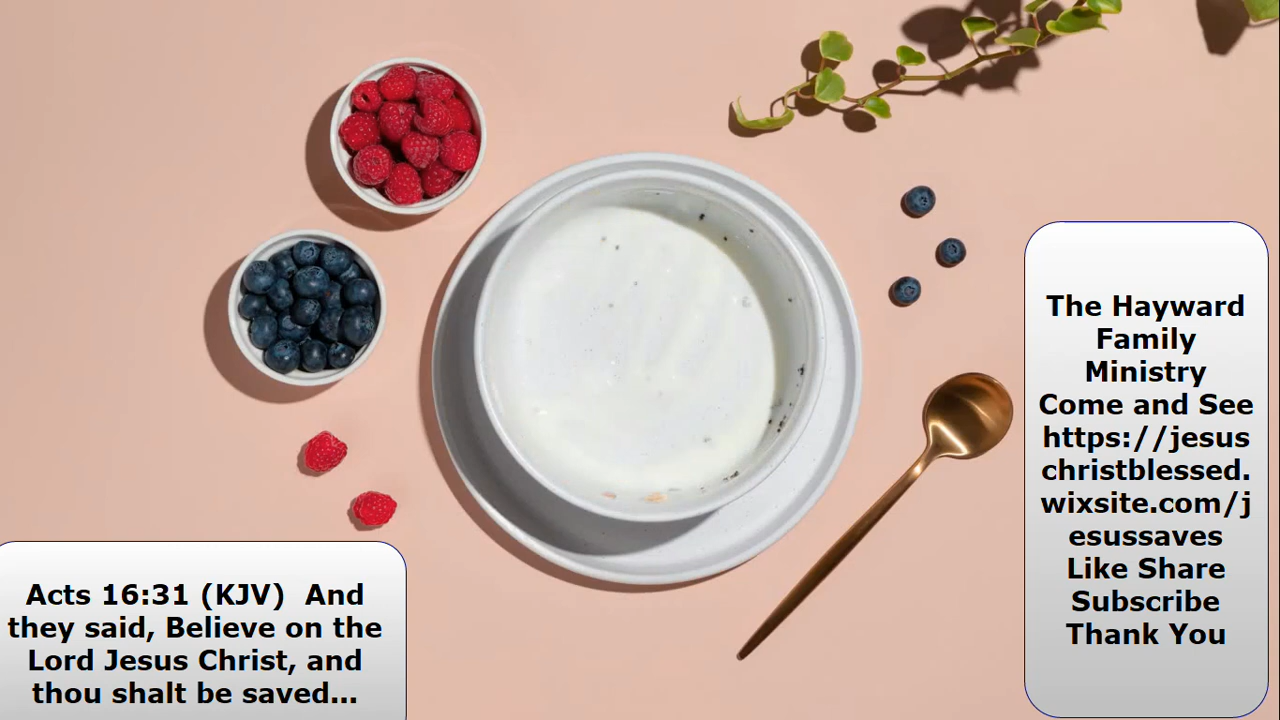 The Hayward
Family
Ministry
Come and See
https://jesus
christblessed.
wixsite.com/j
esussaves
Like Share
Subscribe
Thank You
Acts 16:31 (KJV)  And
they said, Believe on the
Lord Jesus Christ, and
thou shalt be saved...